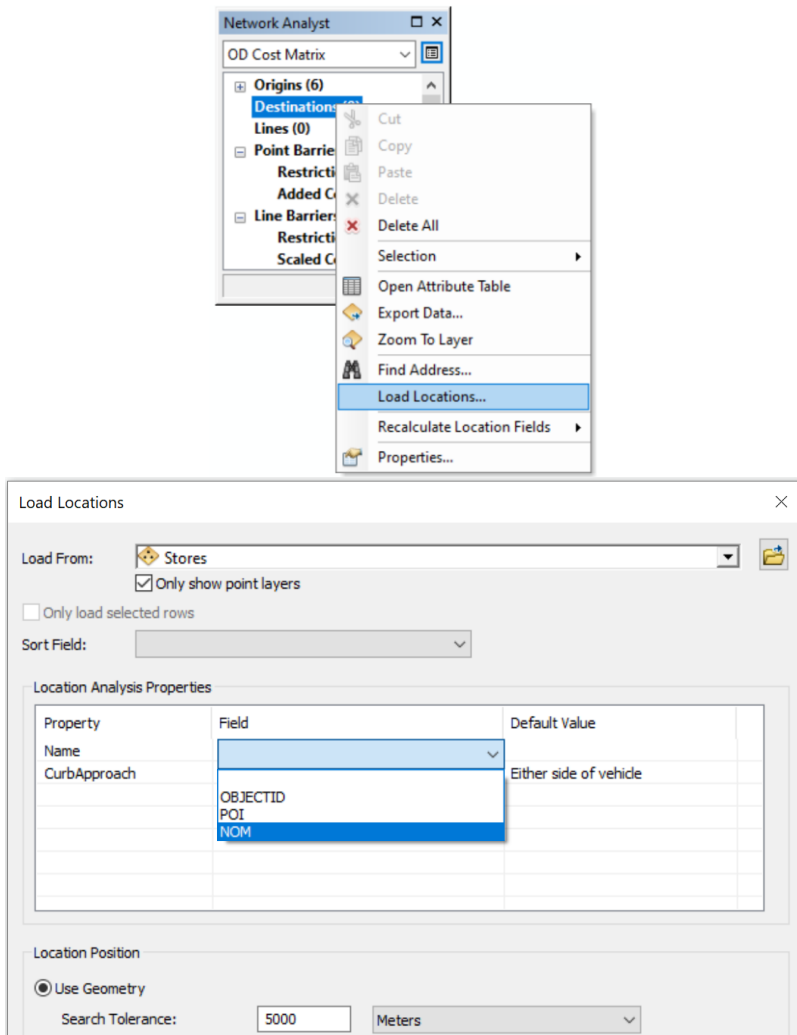 Network Analyst
OD Cost Matrix
Origins (6)
Destinations (0)
Lines (0)
Point Barrie
Restricti
Added C
Line Barriers
Restricti
Scaled C
Cut
Copy
Paste
Delete
Delete All
Selection
Open Attribute Table
Export Data...
Zoom To Layer
Find Address...
Load Locations...
Recalculate Location Fields
Properties...
Load Locations
Load From: Stores
Only show point layers
Only load selected rows
Sort Field:
Location Analysis Properties
Property Field Default Value
Name
CurbApproach Either side of vehicle
OBJECTID
POI
NOM
Location Position
Use Geometry
Search Tolerance: 5000 Meters